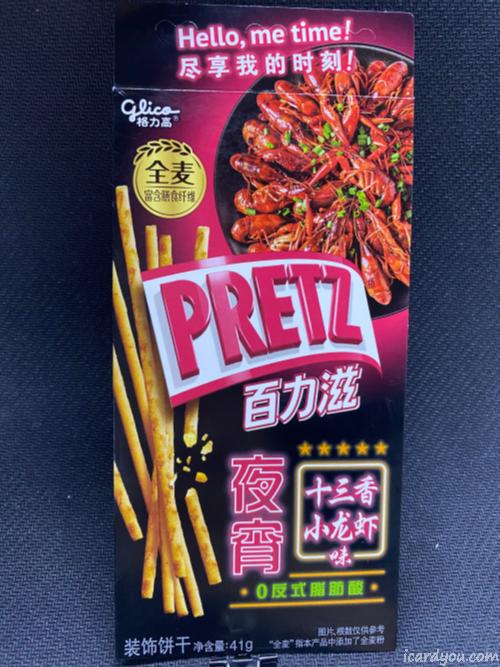 Hello, me time!
尽享我的时刻!
glico
格力高®
全麦
富含膳食纤维
PRETZ
百力滋
夜宵
十三香
小龙虾
味
0反式脂肪酸
图片,根数仅供参考
装饰饼干 净含量:41g "全麦"指本产品中添加了全麦粉
icardyou.com